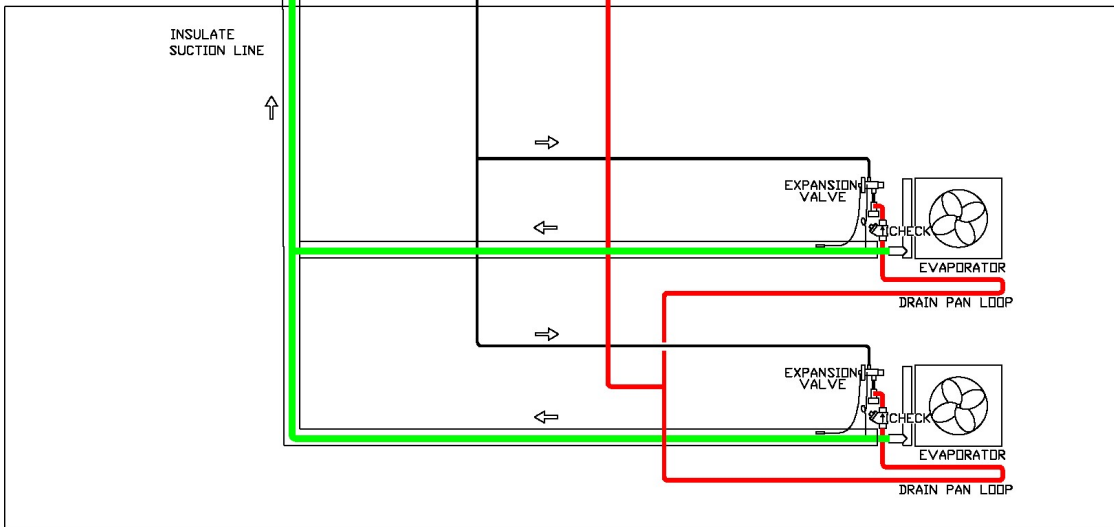 INSULATE
SUCTION LINE
EXPANSION
VALVE
CHECK
EVAPORATOR
DRAIN PAN LOOP
EXPANSION
VALVE
CHECK
EVAPORATOR
DRAIN PAN LOOP